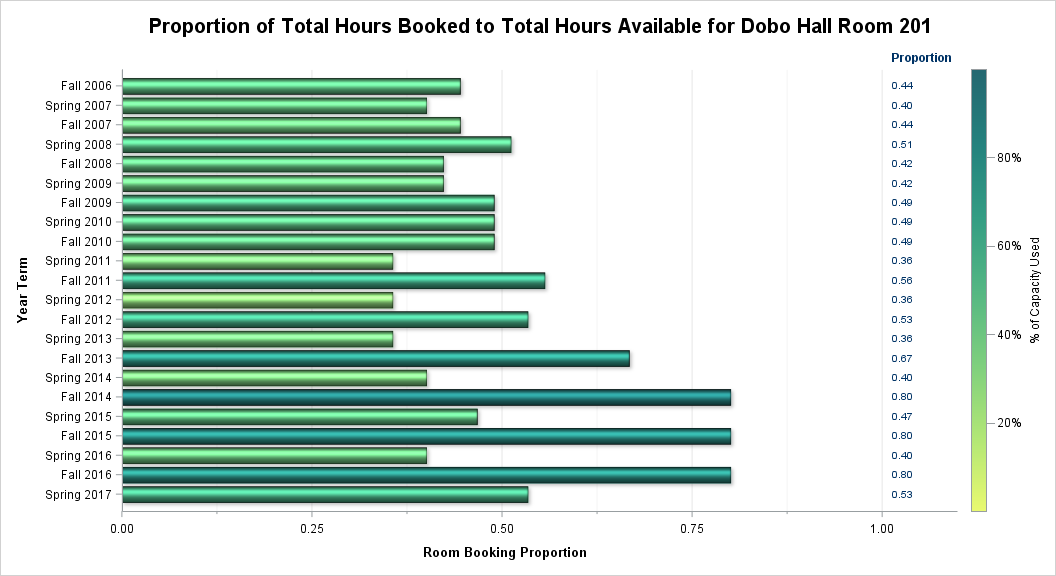 Proportion of Total Hours Booked to Total Hours Available for Dobo Hall Room 201
Proportion
Fall 2006 0.44
Spring 2007 0.40
Fall 2007 0.44
Spring 2008 0.51
Fall 2008 0.42
Spring 2009 0.42
Fall 2009 0.49
Spring 2010 0.49
Fall 2010 0.49
Spring 2011 0.36
Fall 2011 0.56
Spring 2012 0.36
Fall 2012 0.53
Spring 2013 0.36
Fall 2013 0.67
Spring 2014 0.40
Fall 2014 0.80
Spring 2015 0.47
Fall 2015 0.80
Spring 2016 0.40
Fall 2016 0.80
Spring 2017 0.53
Year Term
0.00 0.25 0.50 0.75 1.00
Room Booking Proportion
80%
60%
40%
20%
% of Capacity Used